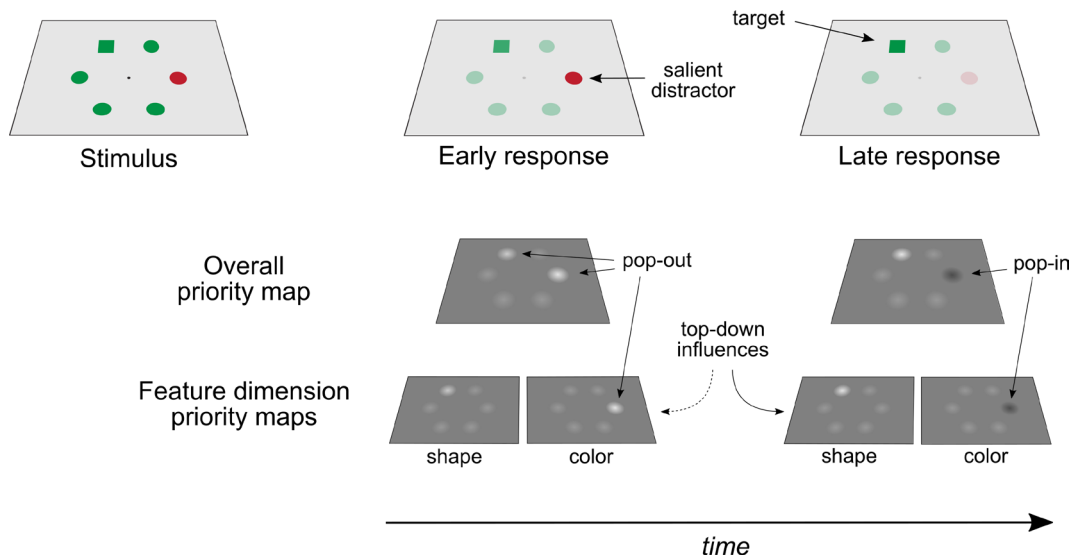 target
salient
distractor
Stimulus
Early response
Late response
Overall
priority map
pop-out
pop-in
top-down
influences
Feature dimension
priority maps
shape
color
shape
color
time